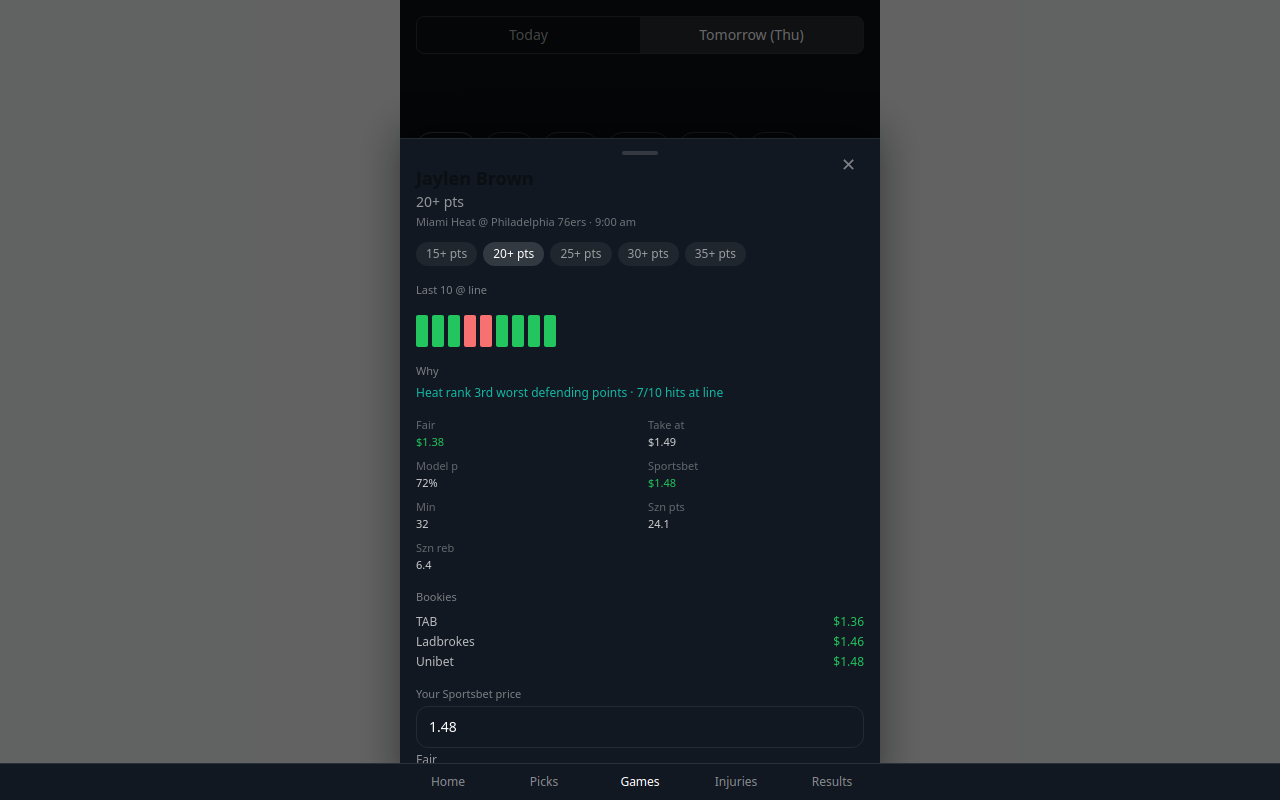 Today
Tomorrow (Thu)
Jaylen Brown
20+ pts
Miami Heat @ Philadelphia 76ers · 9:00 am
15+ pts
20+ pts
25+ pts
30+ pts
35+ pts
Last 10 @ line
Why
Heat rank 3rd worst defending points · 7/10 hits at line
Fair
$1.38
Take at
$1.49
Model p
72%
Sportsbet
$1.48
Min
32
Szn pts
24.1
Szn reb
6.4
Bookies
TAB
$1.36
Ladbrokes
$1.46
Unibet
$1.48
Your Sportsbet price
1.48
Fair
Home
Picks
Games
Injuries
Results